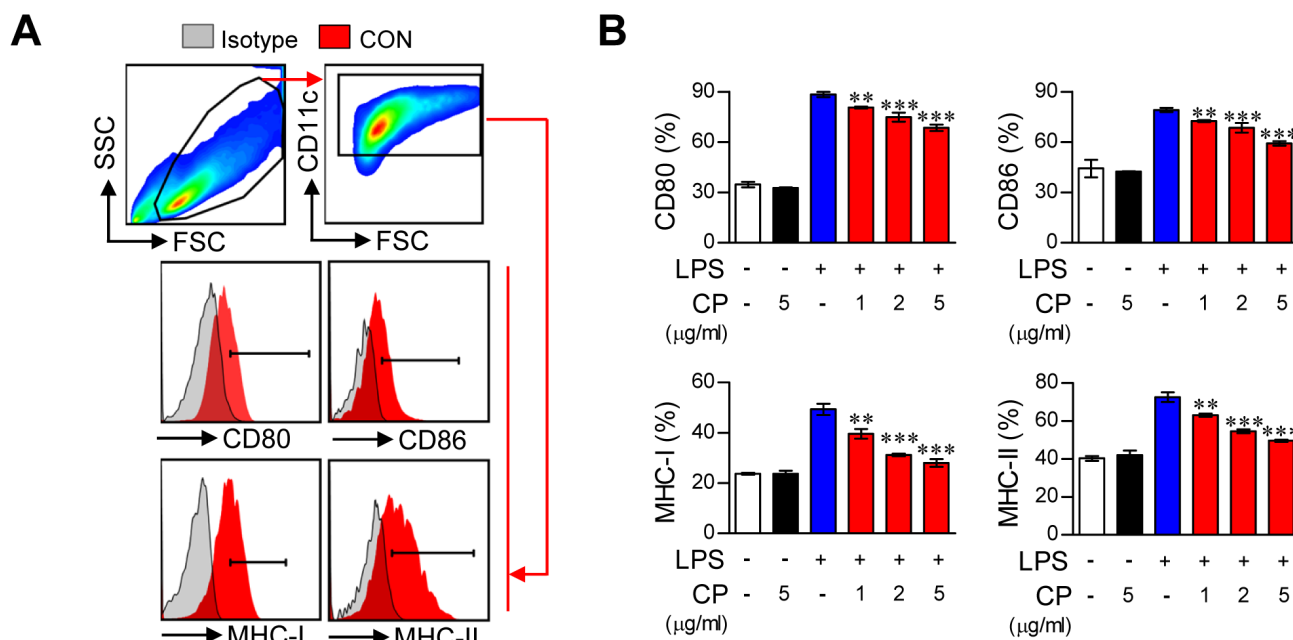 A
Isotype CON
SSC
FSC
CD11c
FSC
CD80
CD86
MHC-I
MHC-II
B
CD80 (%)
90
60
30
0
** *** ***
LPS - - + + + +
CP - 5 - 1 2 5
(μg/ml)
CD86 (%)
90
60
30
0
** *** ***
LPS - - + + + +
CP - 5 - 1 2 5
(μg/ml)
MHC-I (%)
60
40
20
0
** *** ***
LPS - - + + + +
CP - 5 - 1 2 5
(μg/ml)
MHC-II (%)
80
60
40
20
0
** *** ***
LPS - - + + + +
CP - 5 - 1 2 5
(μg/ml)